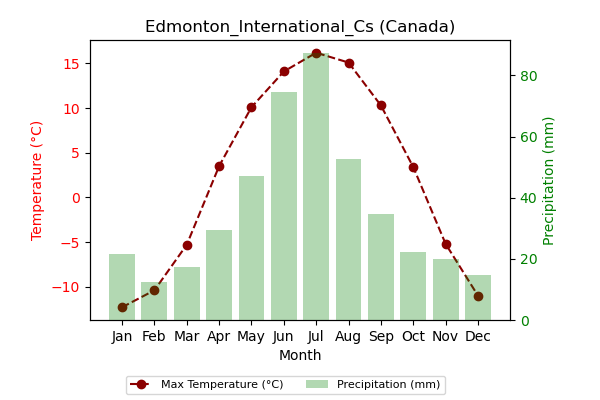 Edmonton_International_Cs (Canada)
Temperature (°C)
15
10
5
0
−5
−10
80
60
40
20
0
Precipitation (mm)
Jan Feb Mar Apr May Jun Jul Aug Sep Oct Nov Dec
Month
Max Temperature (°C) Precipitation (mm)